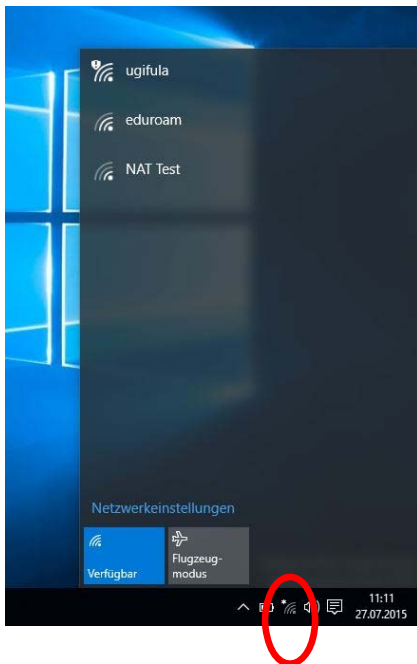 ugifula
eduroam
NAT Test
Netzwerkeinstellungen
Verfügbar
Flugzeug-
modus
11:11
27.07.2015